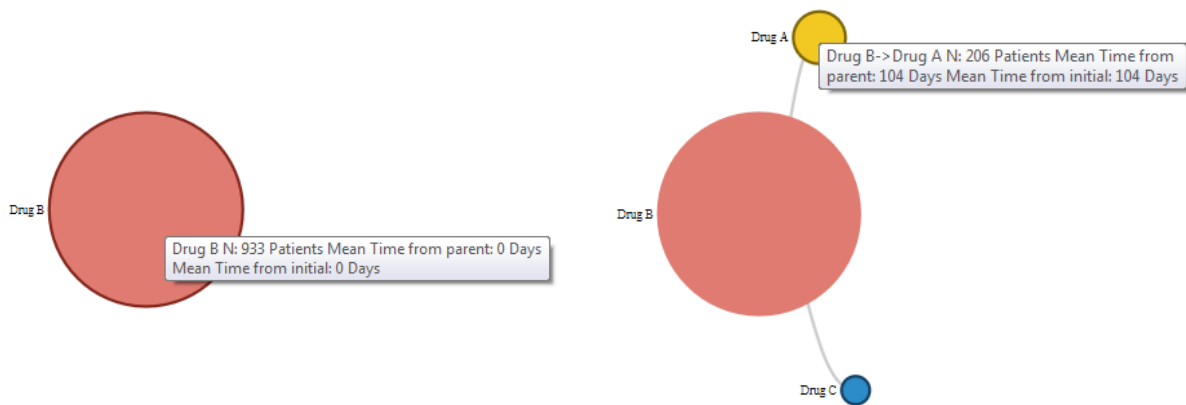 Drug B
Drug B N: 933 Patients Mean Time from parent: 0 Days
Mean Time from initial: 0 Days
Drug A
Drug B->Drug A N: 206 Patients Mean Time from
parent: 104 Days Mean Time from initial: 104 Days
Drug B
Drug C